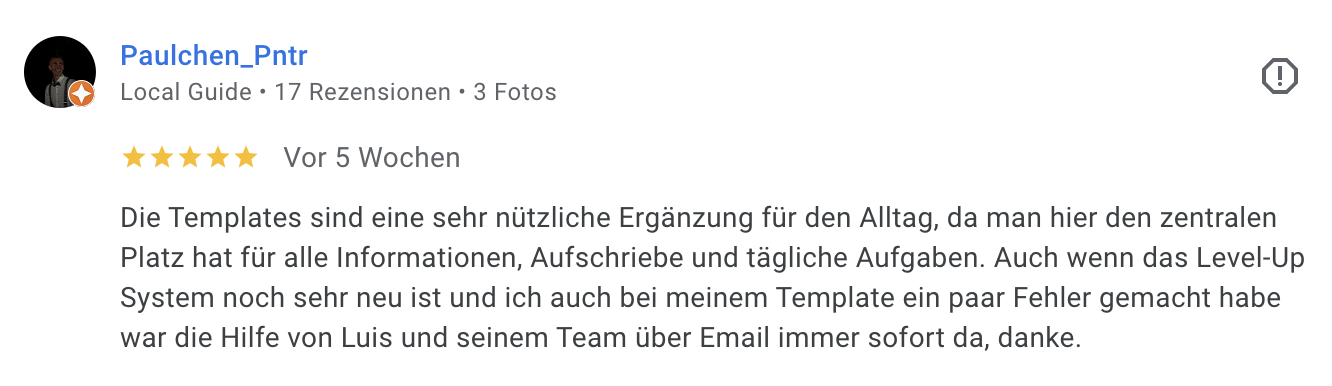 Paulchen_Pntr
Local Guide • 17 Rezensionen • 3 Fotos
Vor 5 Wochen
Die Templates sind eine sehr nützliche Ergänzung für den Alltag, da man hier den zentralen
Platz hat für alle Informationen, Aufschriebe und tägliche Aufgaben. Auch wenn das Level-Up
System noch sehr neu ist und ich auch bei meinem Template ein paar Fehler gemacht habe
war die Hilfe von Luis und seinem Team über Email immer sofort da, danke.